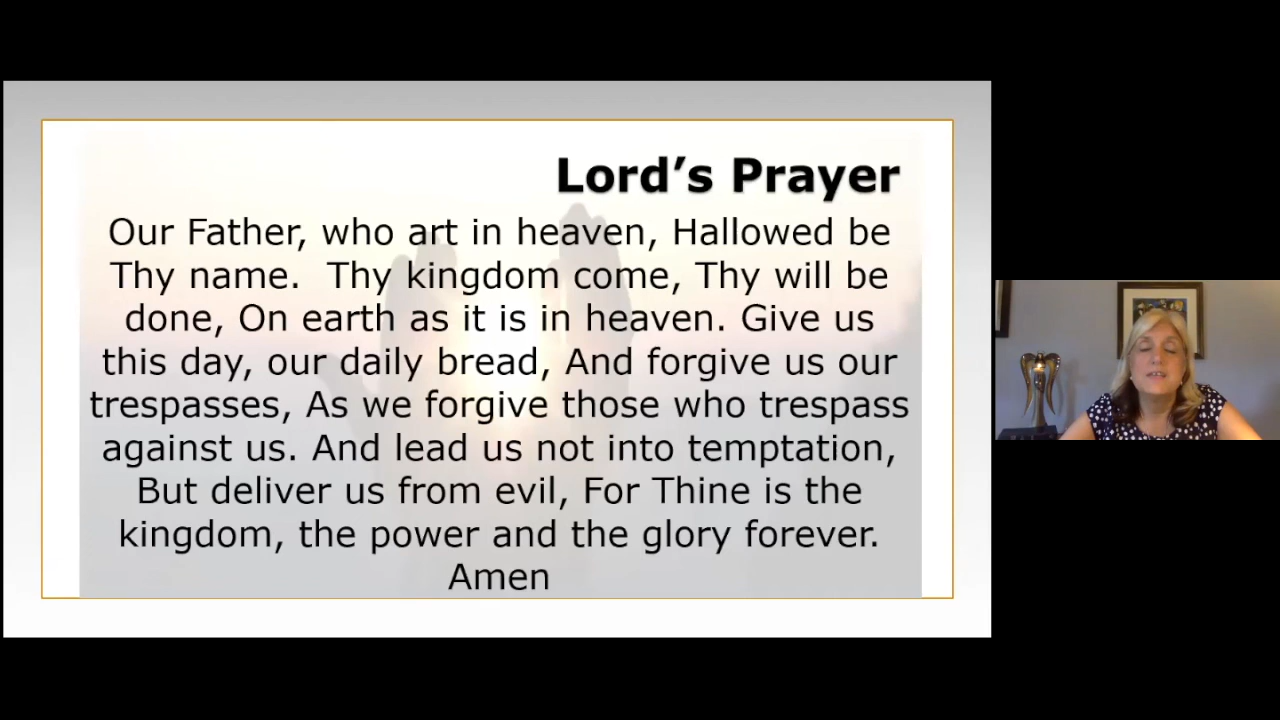 Lord’s Prayer
Our Father, who art in heaven, Hallowed be
Thy name.  Thy kingdom come, Thy will be
done, On earth as it is in heaven. Give us
this day, our daily bread, And forgive us our
trespasses, As we forgive those who trespass
against us. And lead us not into temptation,
But deliver us from evil, For Thine is the
kingdom, the power and the glory forever.
Amen